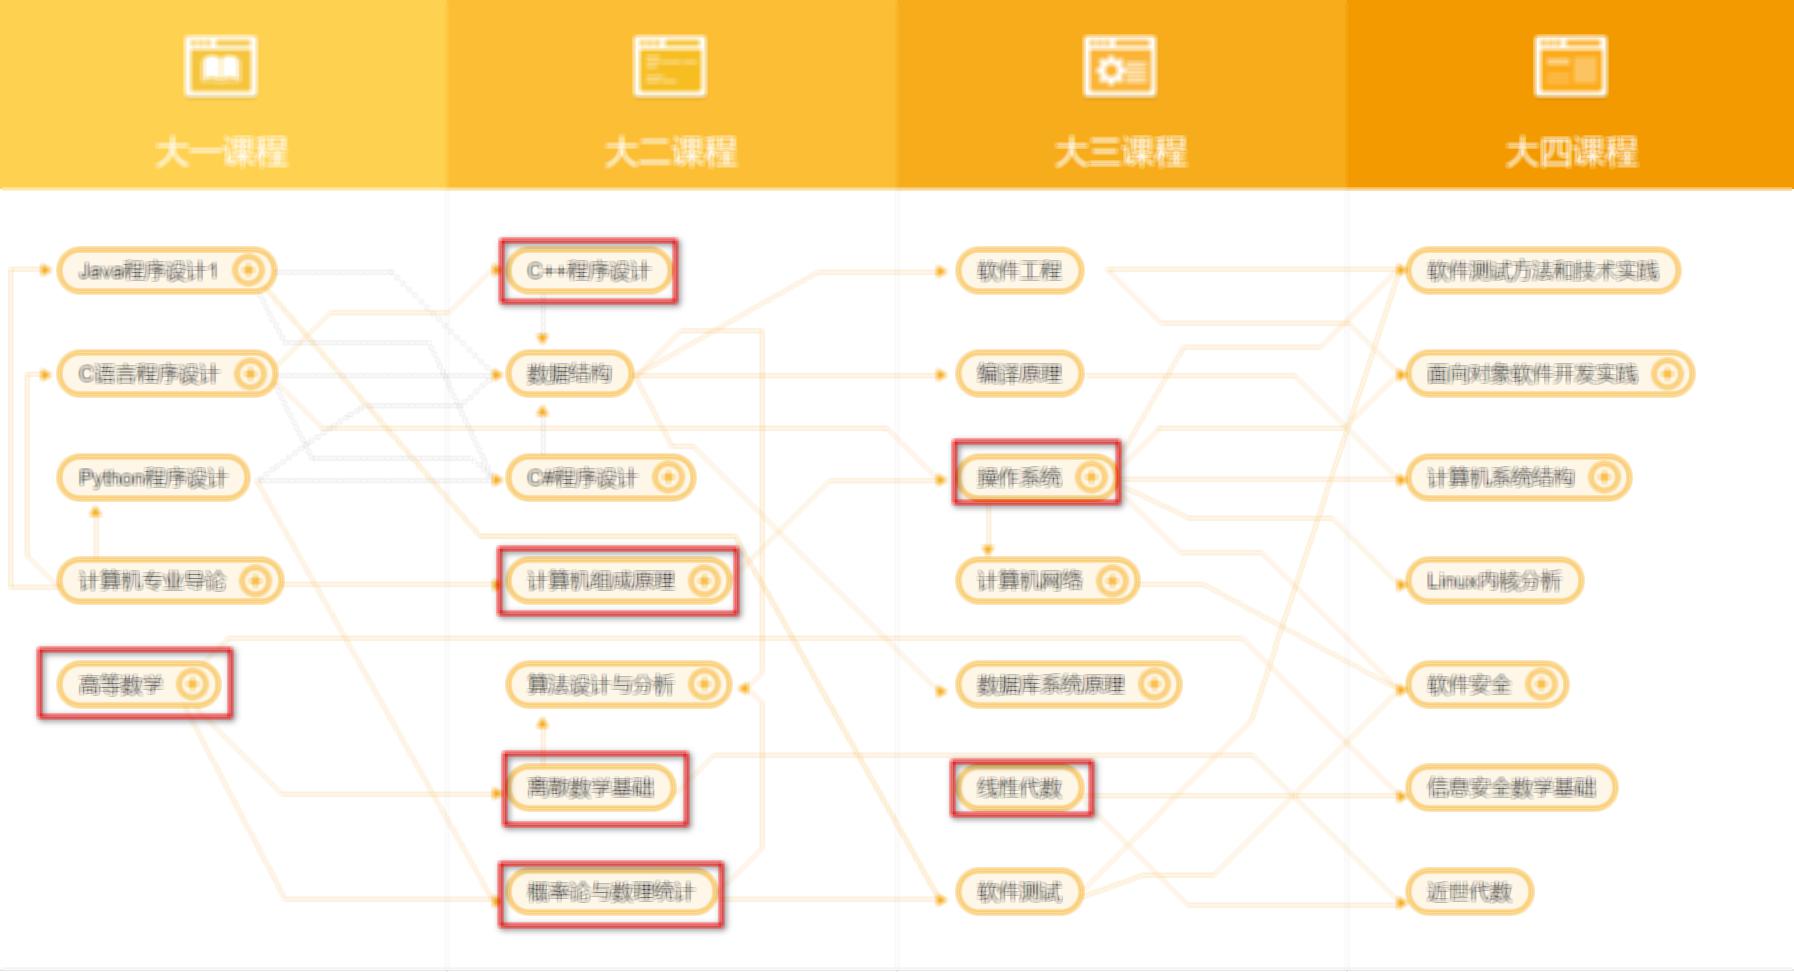 大一课程
大二课程
大三课程
大四课程
Java程序设计1
C++程序设计
软件工程
软件测试方法和技术实践
C语言程序设计
数据结构
编译原理
面向对象软件开发实践
Python程序设计
C#程序设计
操作系统
计算机系统结构
计算机专业导论
计算机组成原理
计算机网络
Linux内核分析
高等数学
算法设计与分析
数据库系统原理
软件安全
离散数学基础
线性代数
信息安全数学基础
概率论与数理统计
软件测试
近世代数